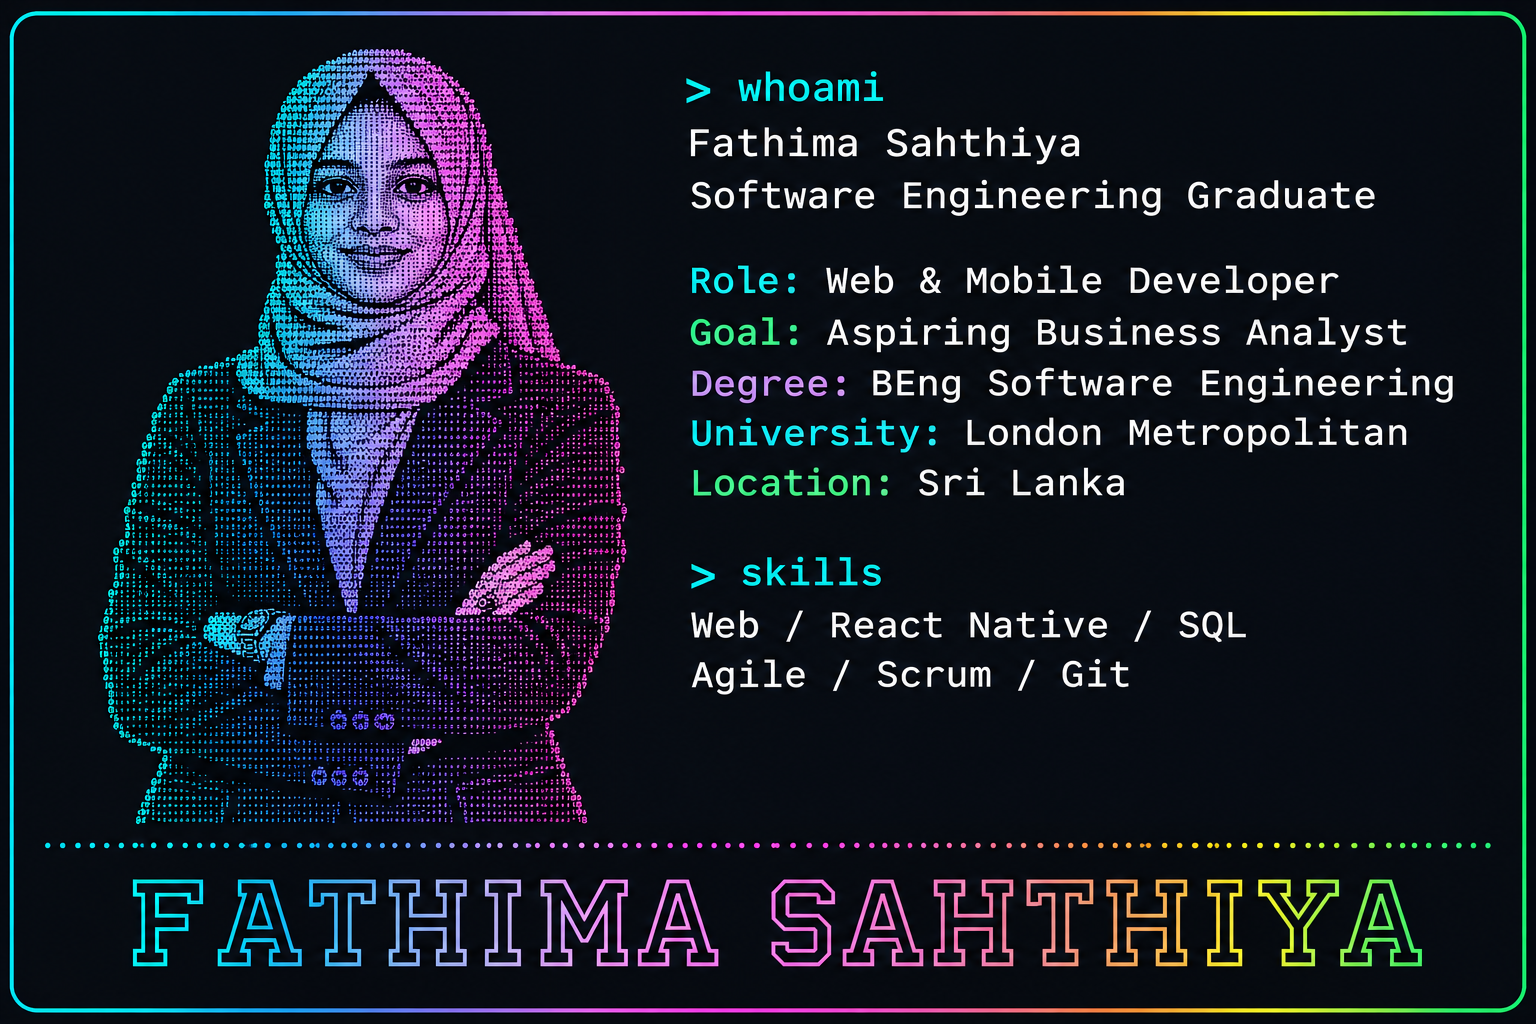 > whoami
Fathima Sahthiya
Software Engineering Graduate
Role: Web & Mobile Developer
Goal: Aspiring Business Analyst
Degree: BEng Software Engineering
University: London Metropolitan
Location: Sri Lanka
> skills
Web / React Native / SQL
Agile / Scrum / Git
FATHIMA SAHTHIYA